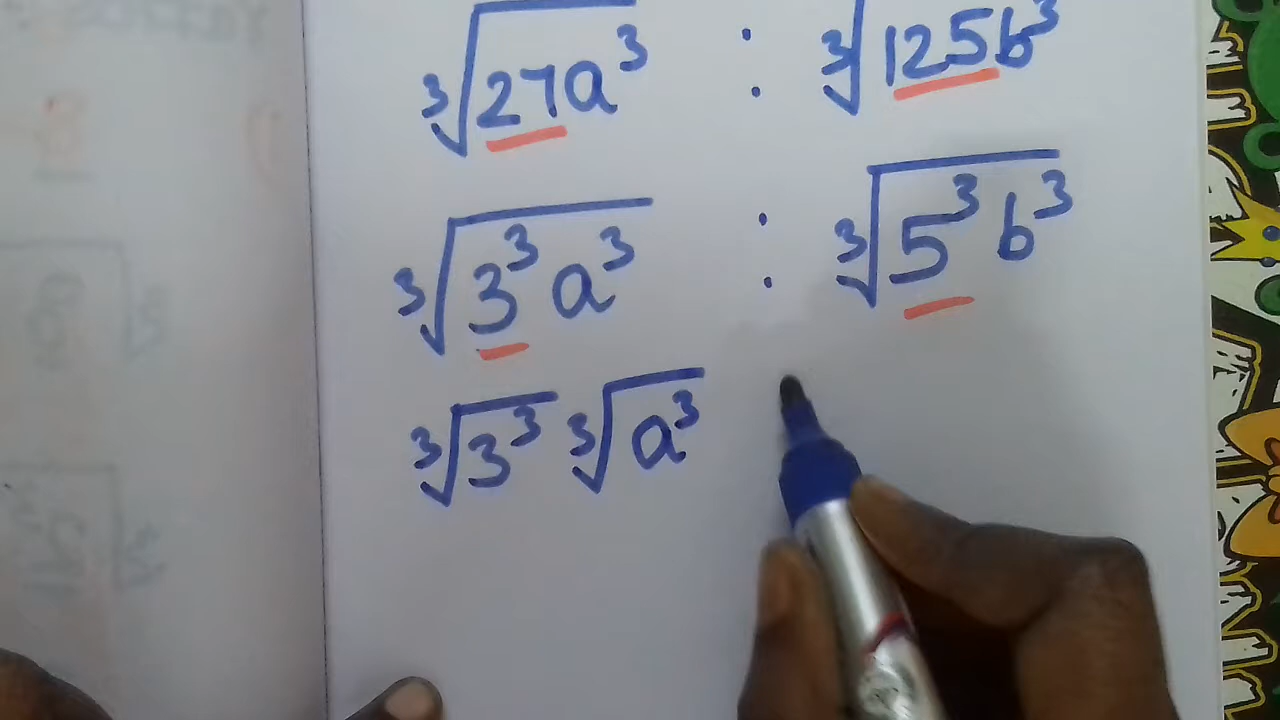 ∛27a³ : ∛125b³
∛3³a³ : ∛5³b³
∛3³ ∛a³